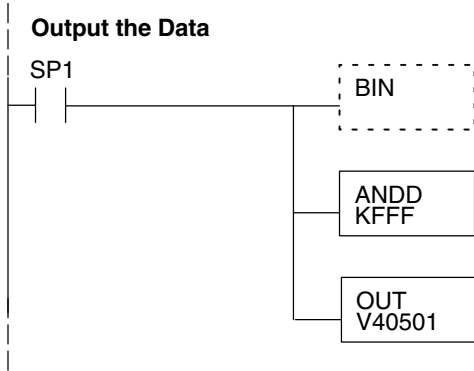 Output the Data
SP1
BIN
ANDD
KFFF
OUT
V40501